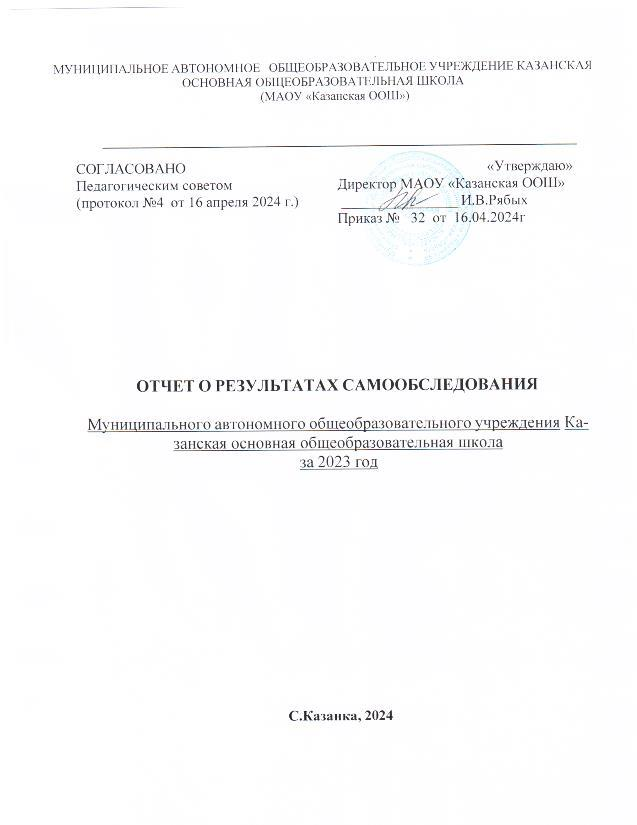 МУНИЦИПАЛЬНОЕ АВТОНОМНОЕ ОБЩЕОБРАЗОВАТЕЛЬНОЕ УЧРЕЖДЕНИЕ КАЗАНСКАЯ
ОСНОВНАЯ ОБЩЕОБРАЗОВАТЕЛЬНАЯ ШКОЛА
(МАОУ «Казанская ООШ»)
СОГЛАСОВАНО
Педагогическим советом
(протокол №4 от 16 апреля 2024 г.)
«Утверждаю»
Директор МАОУ «Казанская ООШ»
И.В.Рябых
Приказ № 32 от 16.04.2024г
ОТЧЕТ О РЕЗУЛЬТАТАХ САМООБСЛЕДОВАНИЯ
Муниципального автономного общеобразовательного учреждения Ка-
занская основная общеобразовательная школа
за 2023 год
С.Казанка, 2024